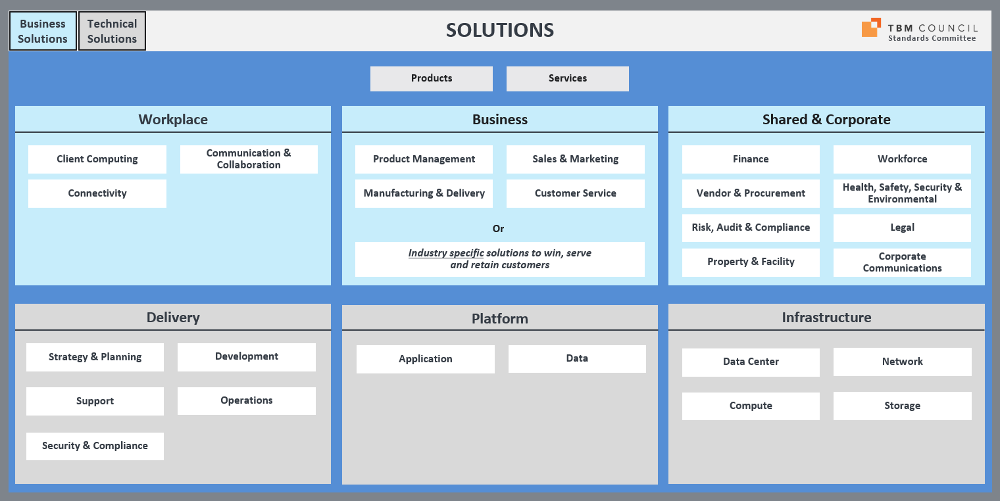 Business
Solutions
Technical
Solutions
SOLUTIONS
TBM COUNCIL
Standards Committee
Products
Services
Workplace
Client Computing
Communication &
Collaboration
Connectivity
Business
Product Management
Sales & Marketing
Manufacturing & Delivery
Customer Service
Or
Industry specific solutions to win, serve
and retain customers
Shared & Corporate
Finance
Workforce
Vendor & Procurement
Health, Safety, Security &
Environmental
Risk, Audit & Compliance
Legal
Property & Facility
Corporate
Communications
Delivery
Strategy & Planning
Development
Support
Operations
Security & Compliance
Platform
Application
Data
Infrastructure
Data Center
Network
Compute
Storage